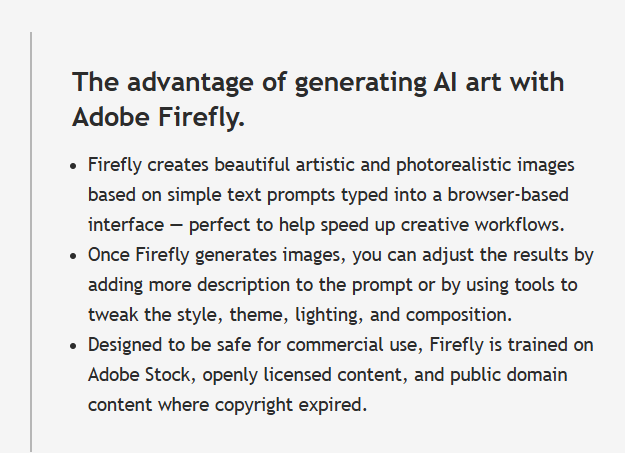 The advantage of generating AI art with
Adobe Firefly.
• Firefly creates beautiful artistic and photorealistic images
based on simple text prompts typed into a browser-based
interface — perfect to help speed up creative workflows.
• Once Firefly generates images, you can adjust the results by
adding more description to the prompt or by using tools to
tweak the style, theme, lighting, and composition.
• Designed to be safe for commercial use, Firefly is trained on
Adobe Stock, openly licensed content, and public domain
content where copyright expired.